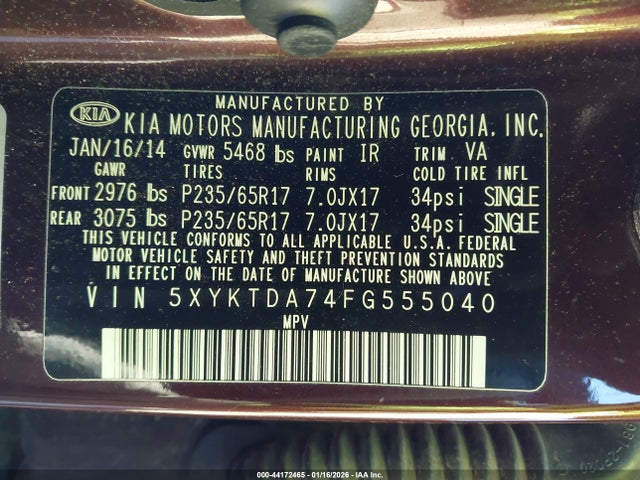 MANUFACTURED BY
KIA KIA MOTORS MANUFACTURING GEORGIA, INC.
JAN/16/14 GVWR 5468 lbs PAINT IR TRIM VA
GAWR TIRES RIMS COLD TIRE INFL
FRONT 2976 lbs P235/65R17 7.0JX17 34psi SINGLE
REAR 3075 lbs P235/65R17 7.0JX17 34psi SINGLE
THIS VEHICLE CONFORMS TO ALL APPLICABLE U.S.A. FEDERAL
MOTOR VEHICLE SAFETY AND THEFT PREVENTION STANDARDS
IN EFFECT ON THE DATE OF MANUFACTURE SHOWN ABOVE
VIN 5XYKTDA74FG555040
MPV
000-44172465 - 01/16/2026 - IAA Inc.